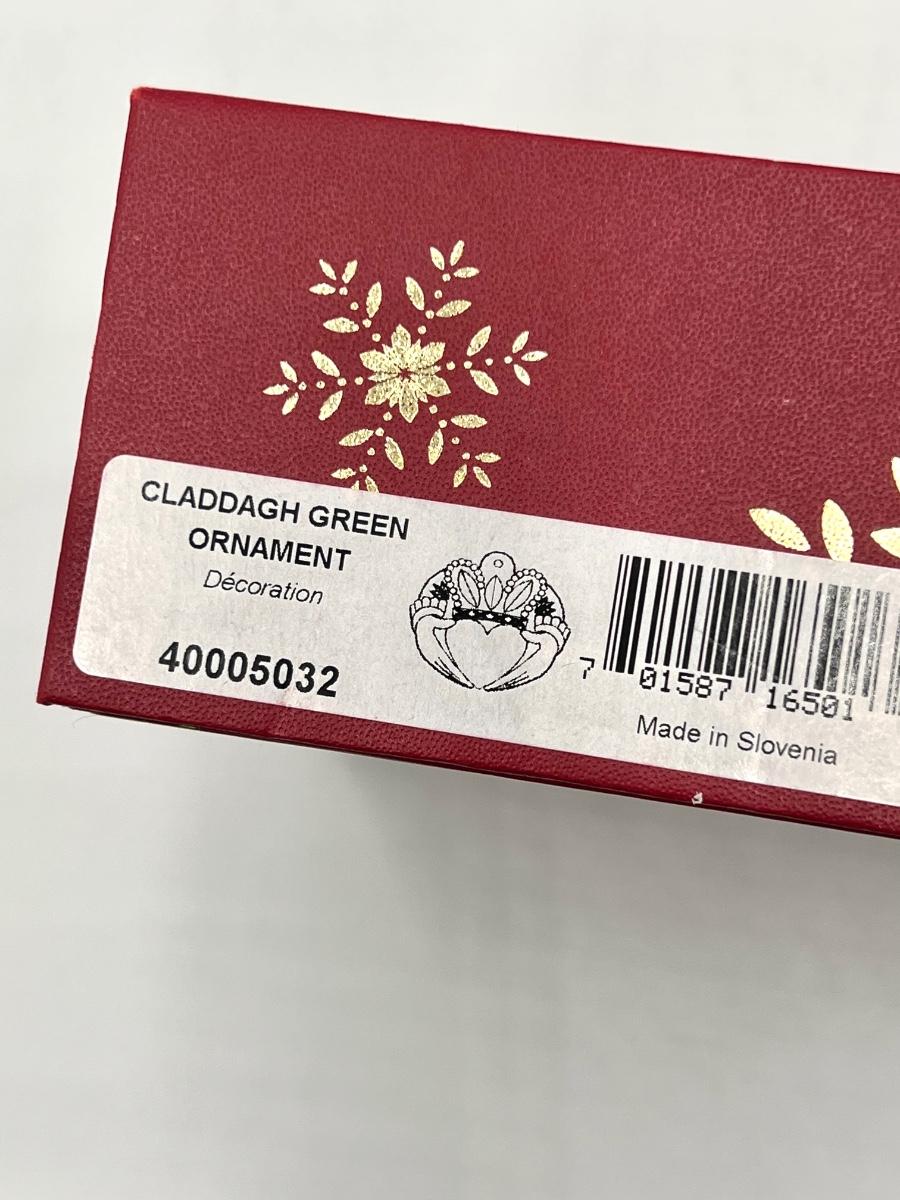 CLADDAGH GREEN
ORNAMENT
Décoration
40005032
7 01587 16501
Made in Slovenia